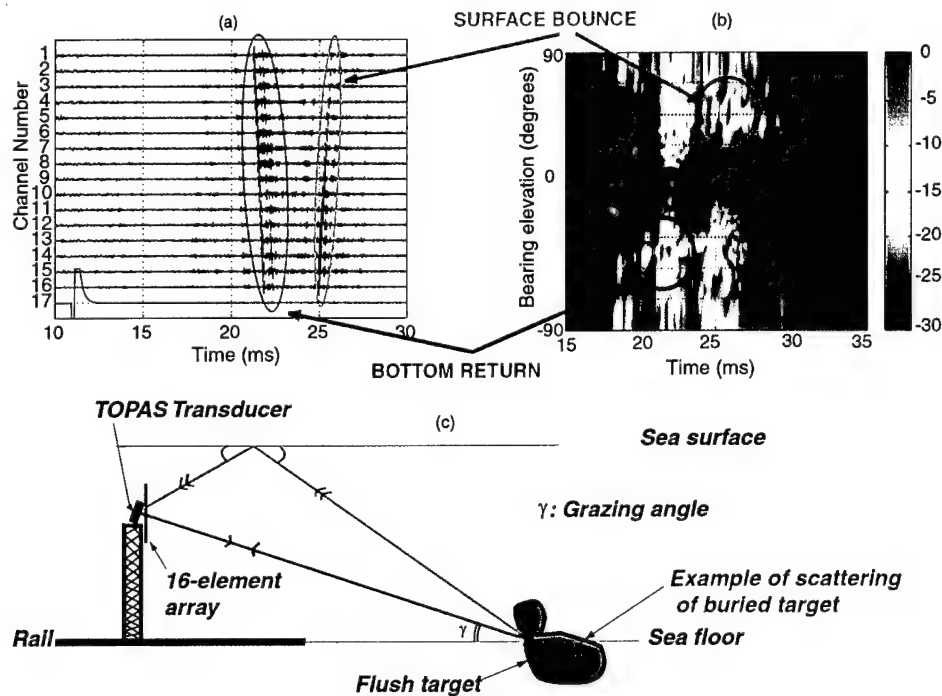 (a)
SURFACE BOUNCE
(b)
Channel Number
1
2
3
4
5
6
7
8
9
10
11
12
13
14
15
16
17
10
15
20
25
30
Time (ms)
Bearing elevation (degrees)
90
0
-90
15
20
25
30
35
Time (ms)
0
-5
-10
-15
-20
-25
-30
BOTTOM RETURN
TOPAS Transducer
(c)
Sea surface
γ: Grazing angle
16-element
array
Example of scattering
of buried target
γ
Rail
Sea floor
Flush target